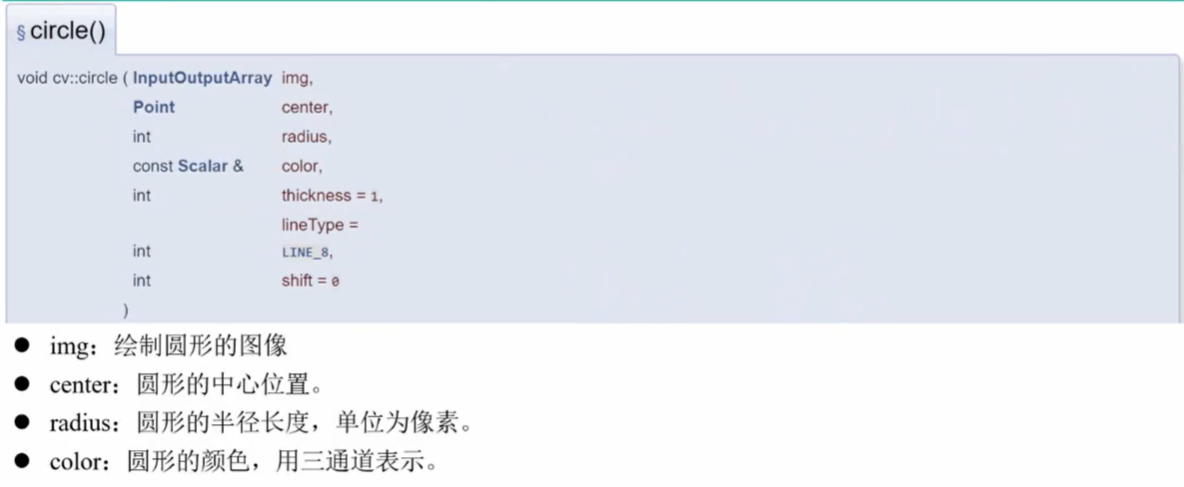 § circle()
void cv::circle ( InputOutputArray img,
Point center,
int radius,
const Scalar & color,
int thickness = 1,
lineType =
int LINE_8,
int shift = 0
)
● img：绘制圆形的图像
● center：圆形的中心位置。
● radius：圆形的半径长度，单位为像素。
● color：圆形的颜色，用三通道表示。